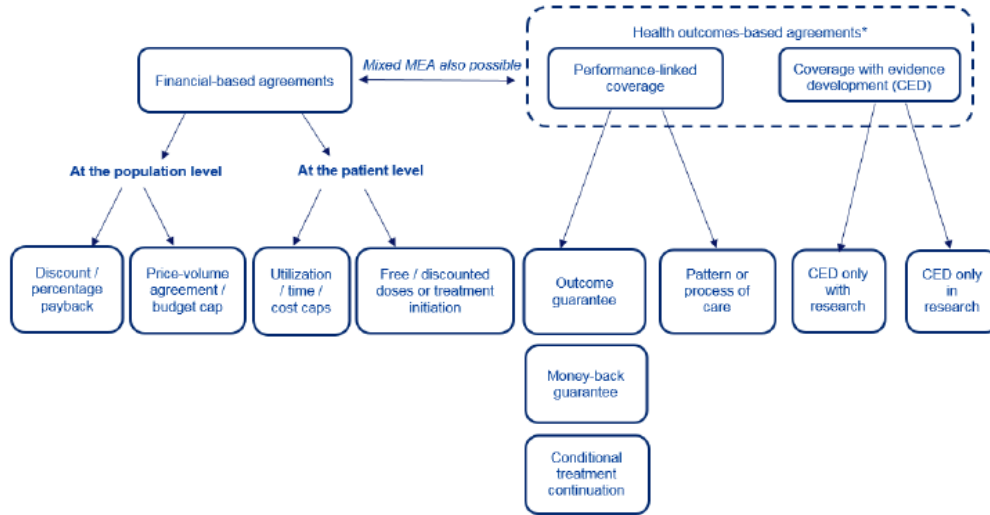 Health outcomes-based agreements*
Financial-based agreements
Mixed MEA also possible
Performance-linked
coverage
Coverage with evidence
development (CED)
At the population level
At the patient level
Discount /
percentage
payback
Price-volume
agreement /
budget cap
Utilization
/ time /
cost caps
Free / discounted
doses or treatment
initiation
Outcome
guarantee
Pattern or
process of
care
CED only
with
research
CED only
in
research
Money-back
guarantee
Conditional
treatment
continuation